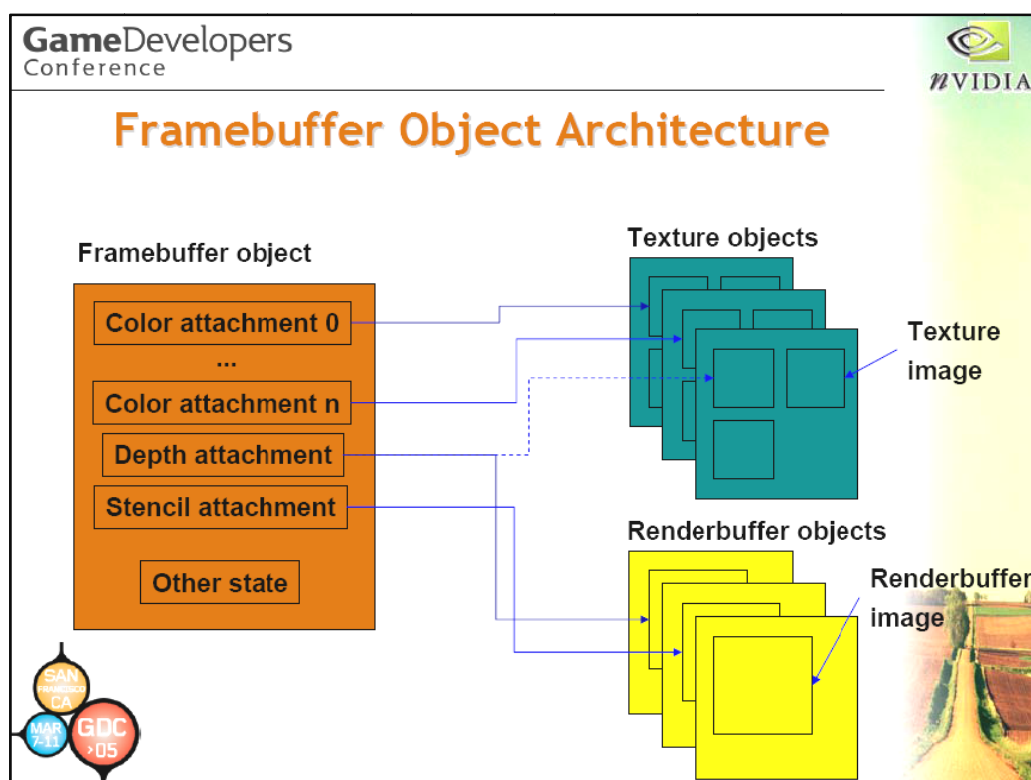 GameDevelopers
Conference
nVIDIA
Framebuffer Object Architecture
Framebuffer object
Color attachment 0
...
Color attachment n
Depth attachment
Stencil attachment
Other state
Texture objects
Texture
image
Renderbuffer objects
Renderbuffer
image
SAN
FRANCISCO
CA
MAR
7-11
GDC
>05